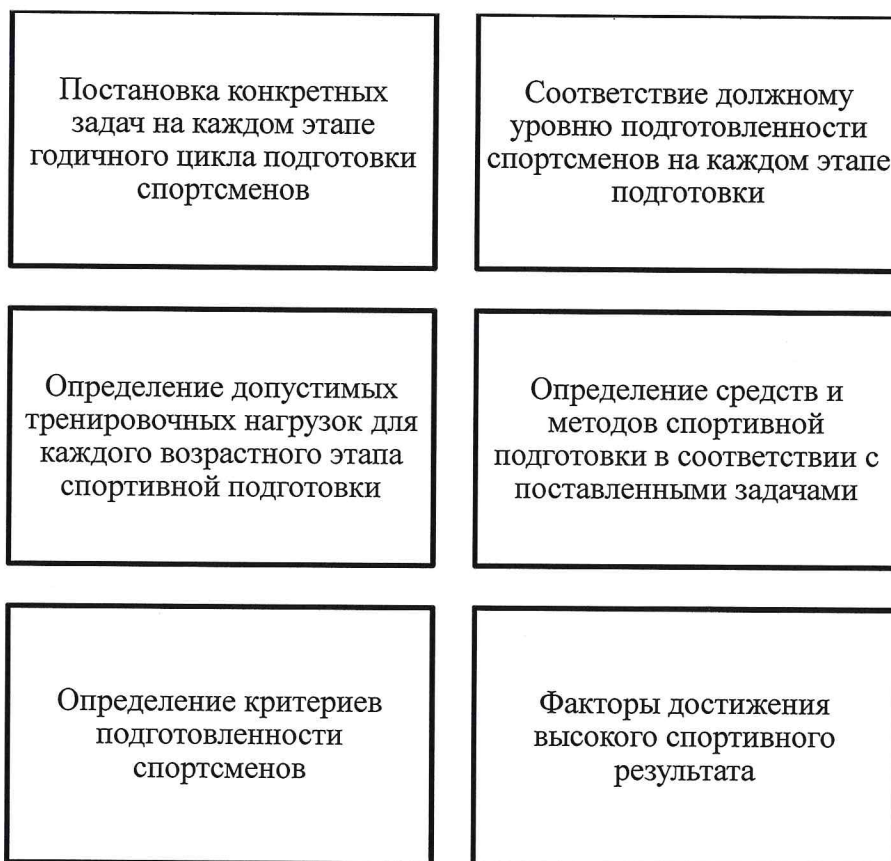 Постановка конкретных
задач на каждом этапе
годичного цикла подготовки
спортсменов
Соответствие должному
уровню подготовленности
спортсменов на каждом этапе
подготовки
Определение допустимых
тренировочных нагрузок для
каждого возрастного этапа
спортивной подготовки
Определение средств и
методов спортивной
подготовки в соответствии с
поставленными задачами
Определение критериев
подготовленности
спортсменов
Факторы достижения
высокого спортивного
результата